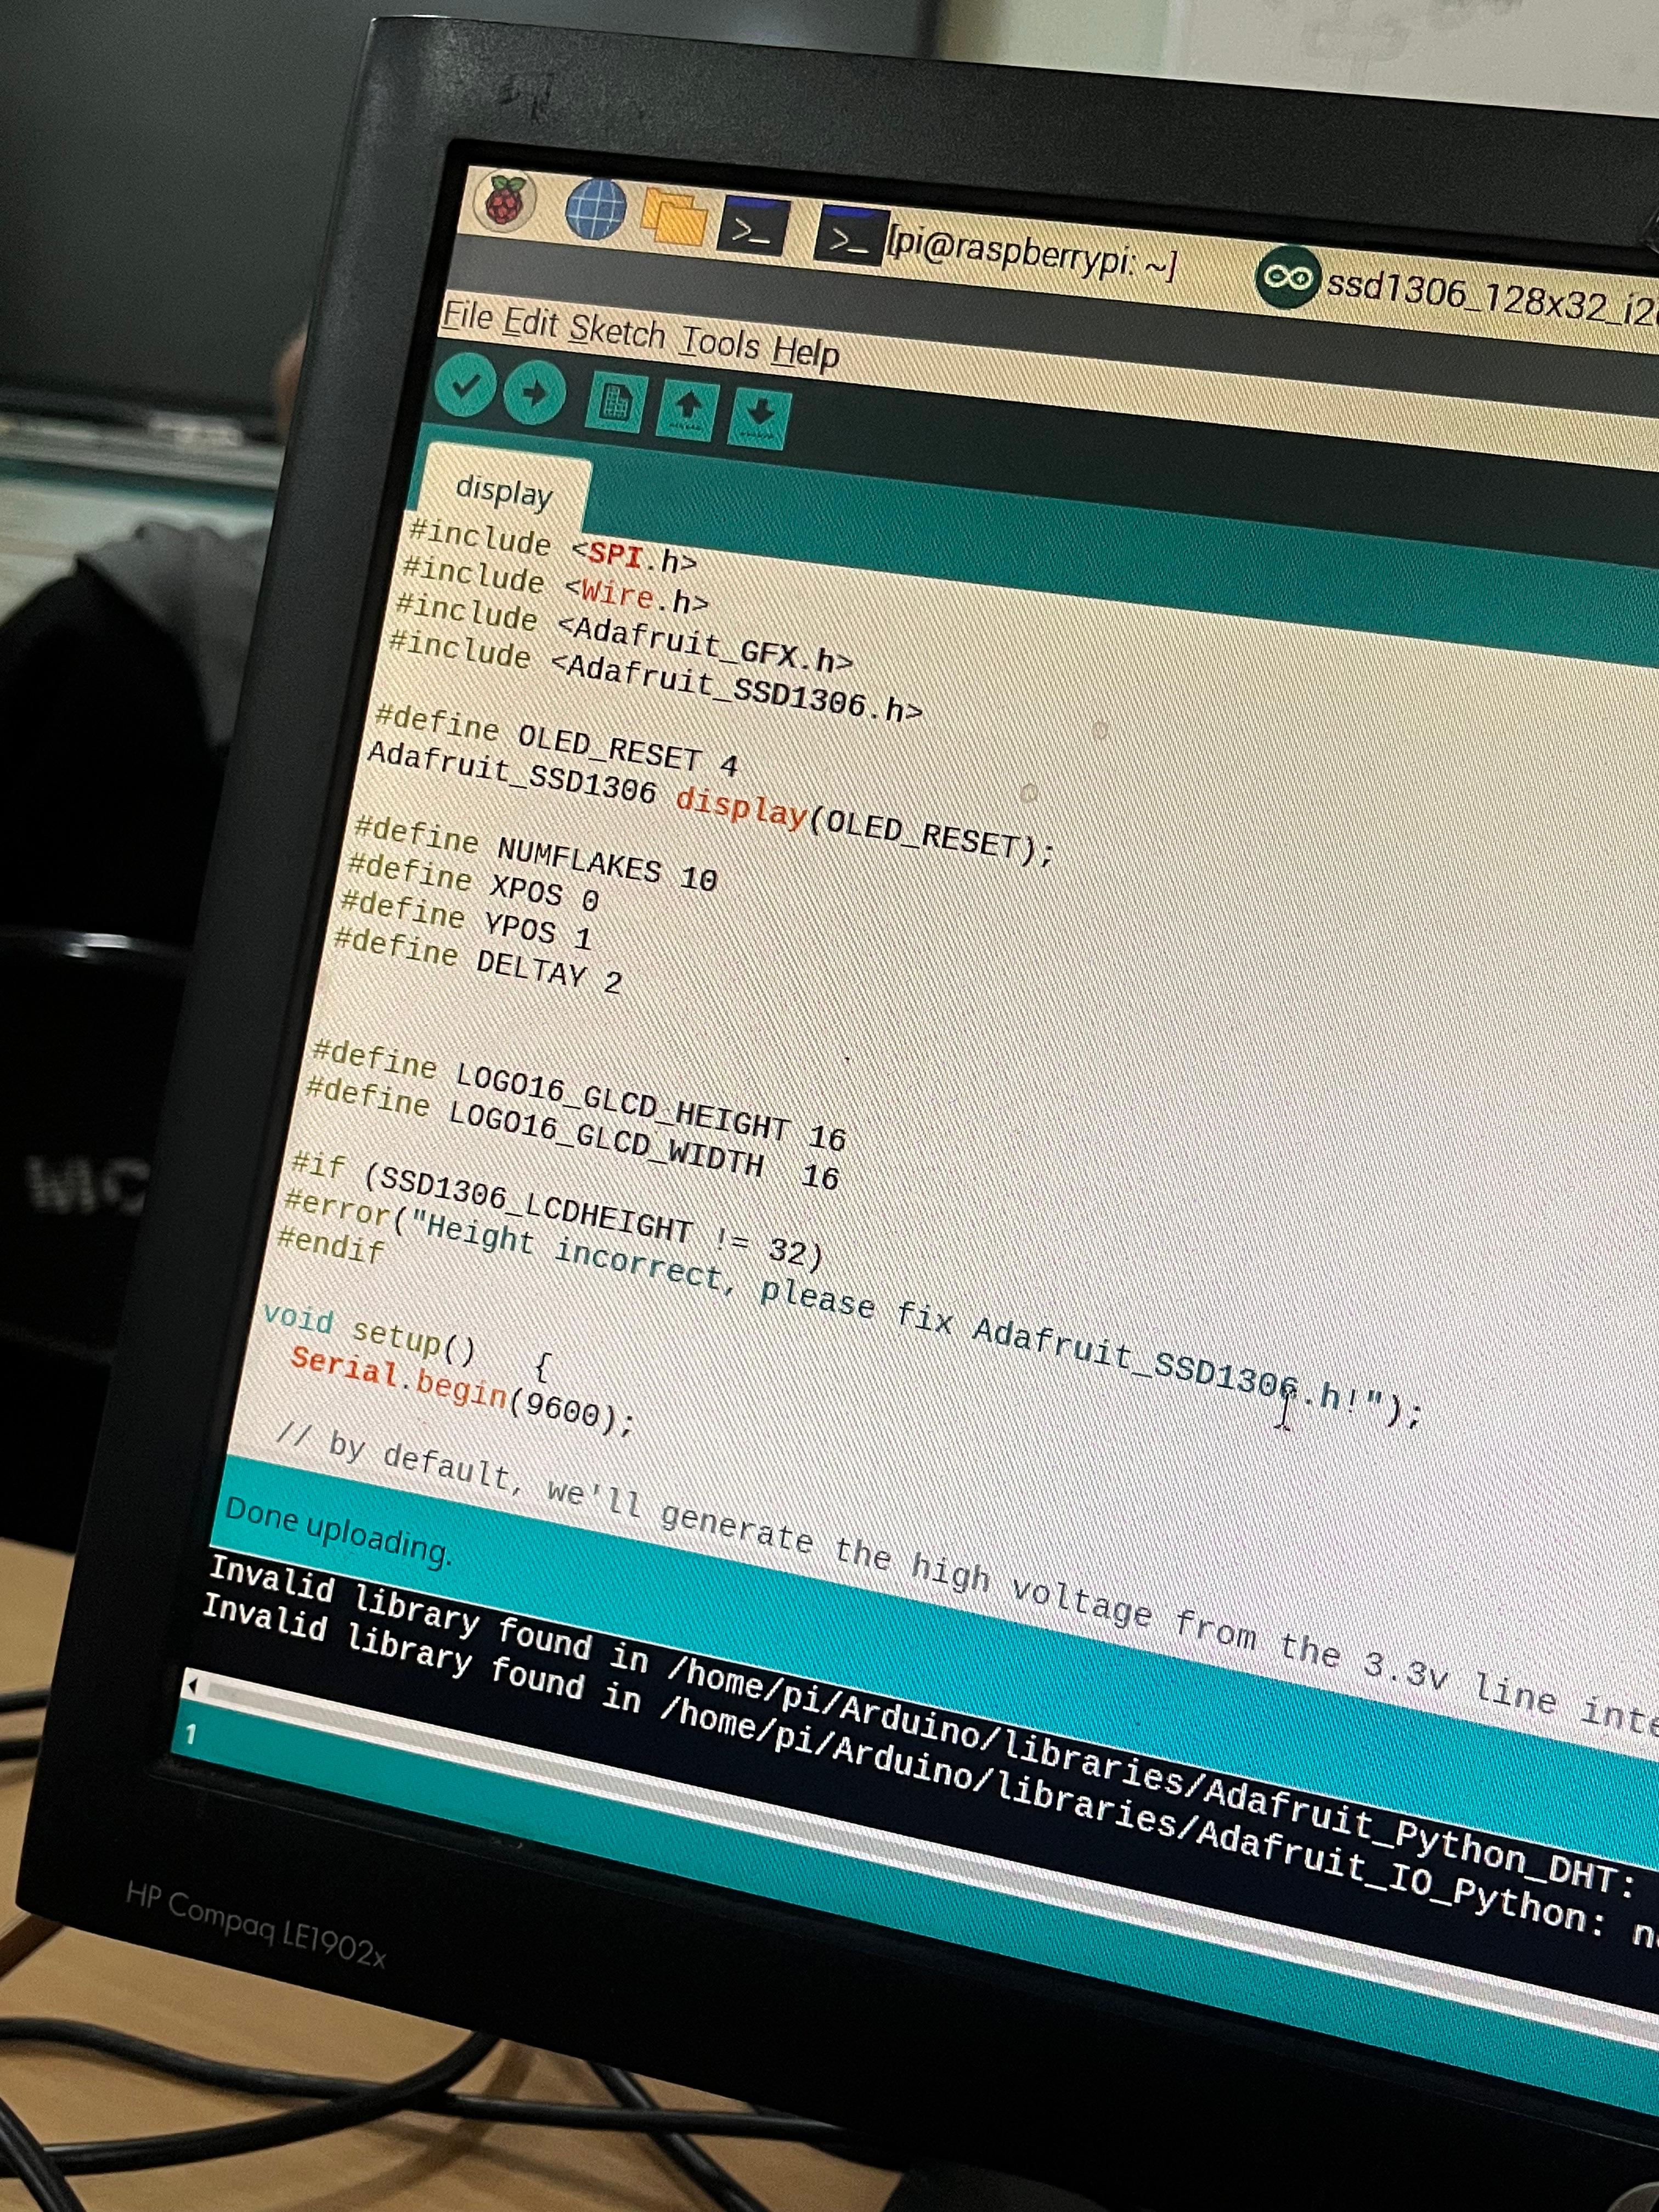 [pi@raspberrypi: ~]
ssd1306_128x32_i2
File Edit Sketch Tools Help
display
#include <SPI.h>
#include <Wire.h>
#include <Adafruit_GFX.h>
#include <Adafruit_SSD1306.h>
#define OLED_RESET 4
Adafruit_SSD1306 display(OLED_RESET);
#define NUMFLAKES 10
#define XPOS 0
#define YPOS 1
#define DELTAY 2
#define LOGO16_GLCD_HEIGHT 16
#define LOGO16_GLCD_WIDTH  16
#if (SSD1306_LCDHEIGHT != 32)
#error("Height incorrect, please fix Adafruit_SSD1306.h!");
#endif
void setup()   {
Serial.begin(9600);
// by default, we'll generate the high voltage from the 3.3v line inte
Done uploading.
Invalid library found in /home/pi/Arduino/libraries/Adafruit_Python_DHT:
Invalid library found in /home/pi/Arduino/libraries/Adafruit_IO_Python: n
1
HP Compaq LE1902x